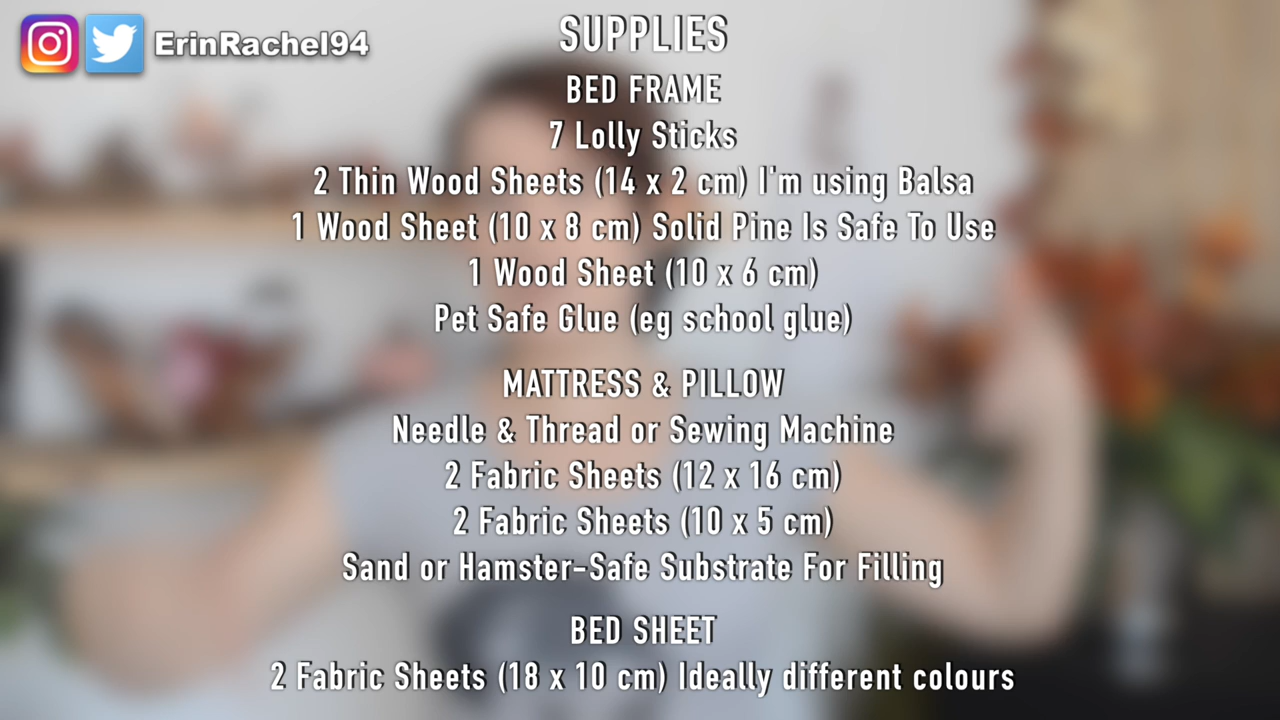 ErinRachel94
SUPPLIES
BED FRAME
7 Lolly Sticks
2 Thin Wood Sheets (14 x 2 cm) I'm using Balsa
1 Wood Sheet (10 x 8 cm) Solid Pine Is Safe To Use
1 Wood Sheet (10 x 6 cm)
Pet Safe Glue (eg school glue)
MATTRESS & PILLOW
Needle & Thread or Sewing Machine
2 Fabric Sheets (12 x 16 cm)
2 Fabric Sheets (10 x 5 cm)
Sand or Hamster-Safe Substrate For Filling
BED SHEET
2 Fabric Sheets (18 x 10 cm) Ideally different colours